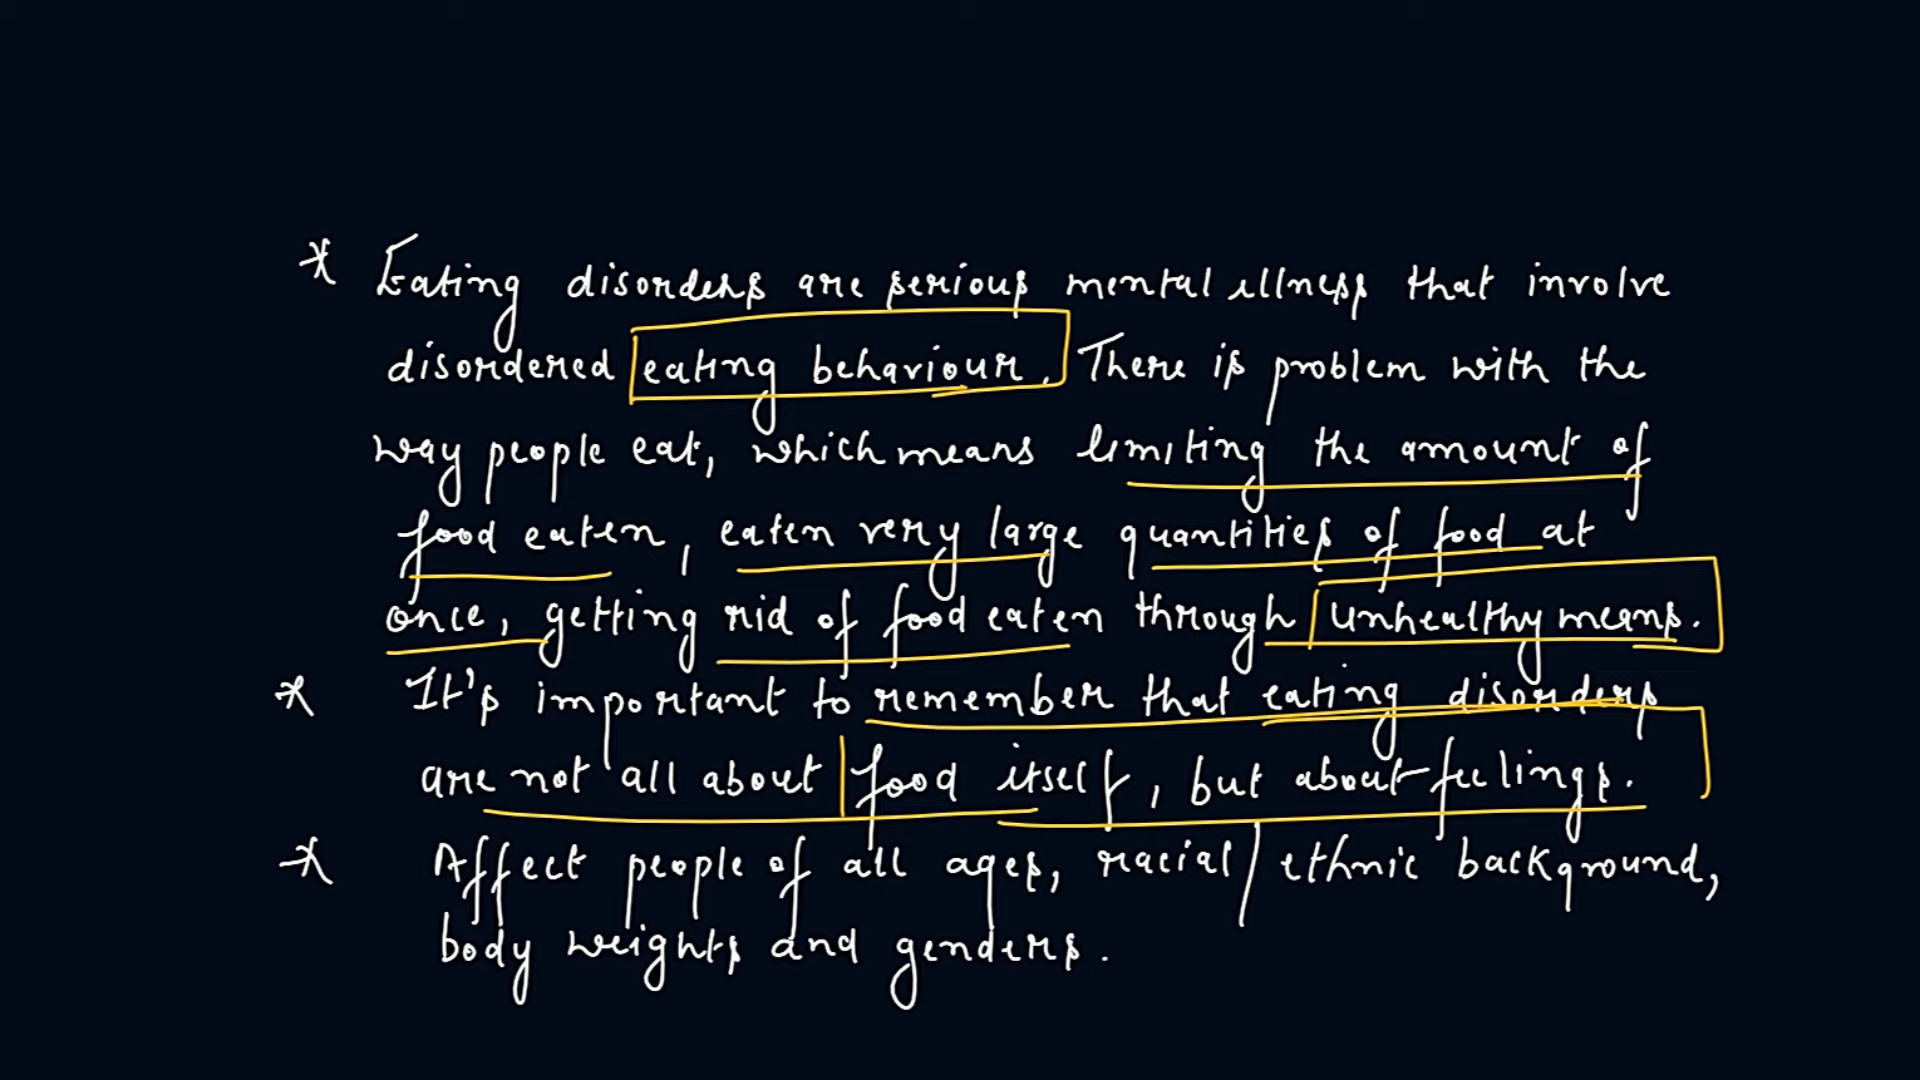 * Eating disorders are serious mental illness that involve
disordered eating behaviour. There is problem with the
way people eat, which means limiting the amount of
food eaten, eaten very large quantities of food at
once, getting rid of food eaten through unhealthy means.
* It's important to remember that eating disorders
are not all about food itself, but about feelings.
* Affect people of all ages, racial/ethnic background,
body weights and genders.